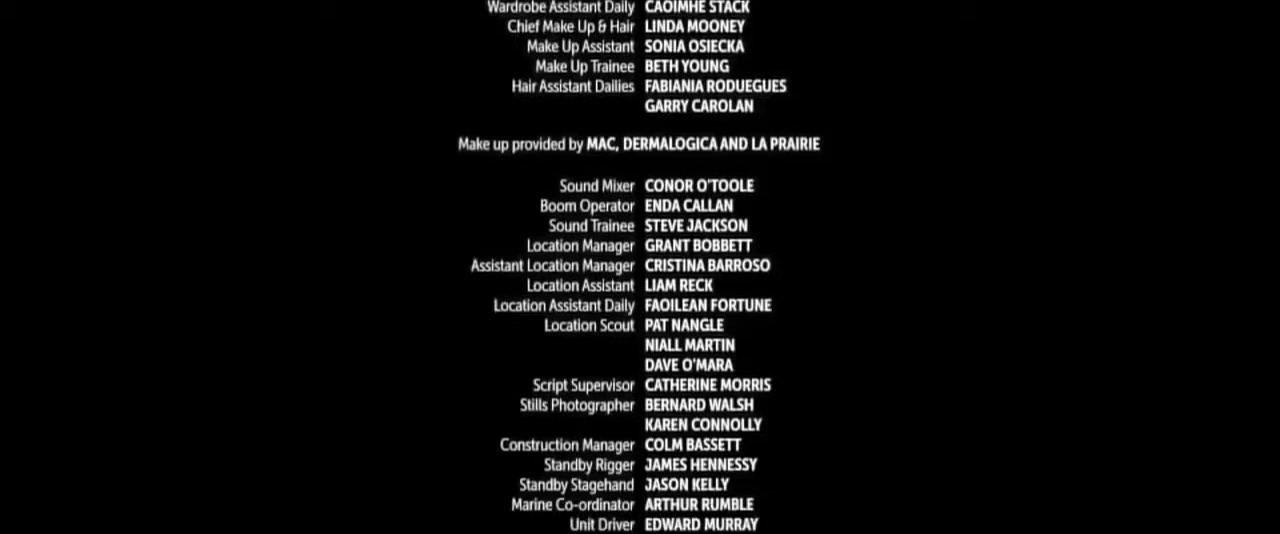 Wardrobe Assistant Daily CAOIMHE STACK
Chief Make Up & Hair LINDA MOONEY
Make Up Assistant SONIA OSIECKA
Make Up Trainee BETH YOUNG
Hair Assistant Dailies FABIANIA RODUEGUES
GARRY CAROLAN
Make up provided by MAC, DERMALOGICA AND LA PRAIRIE
Sound Mixer CONOR O'TOOLE
Boom Operator ENDA CALLAN
Sound Trainee STEVE JACKSON
Location Manager GRANT BOBBETT
Assistant Location Manager CRISTINA BARROSO
Location Assistant LIAM RECK
Location Assistant Daily FAOILEAN FORTUNE
Location Scout PAT NANGLE
NIALL MARTIN
DAVE O'MARA
Script Supervisor CATHERINE MORRIS
Stills Photographer BERNARD WALSH
KAREN CONNOLLY
Construction Manager COLM BASSETT
Standby Rigger JAMES HENNESSY
Standby Stagehand JASON KELLY
Marine Co-ordinator ARTHUR RUMBLE
Unit Driver EDWARD MURRAY